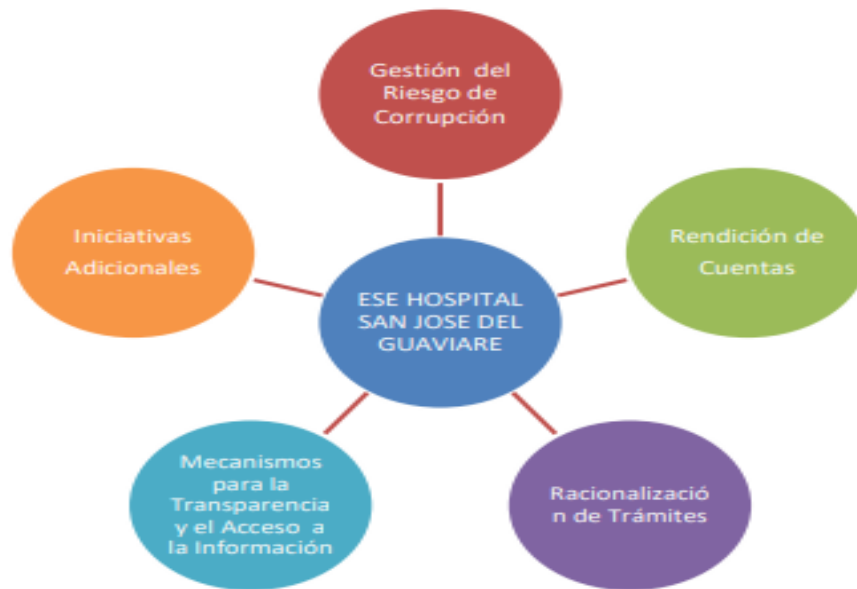 Gestión del
Riesgo de
Corrupción
Iniciativas
Adicionales
Rendición de
Cuentas
ESE HOSPITAL
SAN JOSE DEL
GUAVIARE
Mecanismos
para la
Transparencia
y el Acceso a
la Información
Racionalizació
n de Trámites